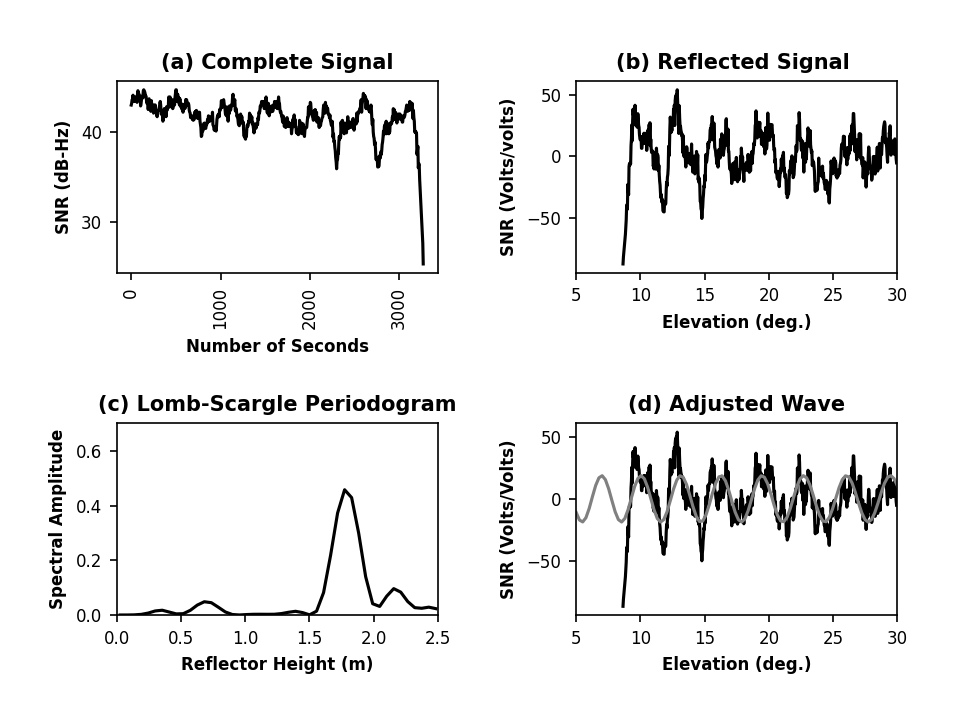 (a) Complete Signal
SNR (dB-Hz)
40
30
0
1000
2000
3000
Number of Seconds
(b) Reflected Signal
SNR (Volts/volts)
50
0
−50
5 10 15 20 25 30
Elevation (deg.)
(c) Lomb-Scargle Periodogram
Spectral Amplitude
0.6
0.4
0.2
0.0
0.0 0.5 1.0 1.5 2.0 2.5
Reflector Height (m)
(d) Adjusted Wave
SNR (Volts/Volts)
50
0
−50
5 10 15 20 25 30
Elevation (deg.)